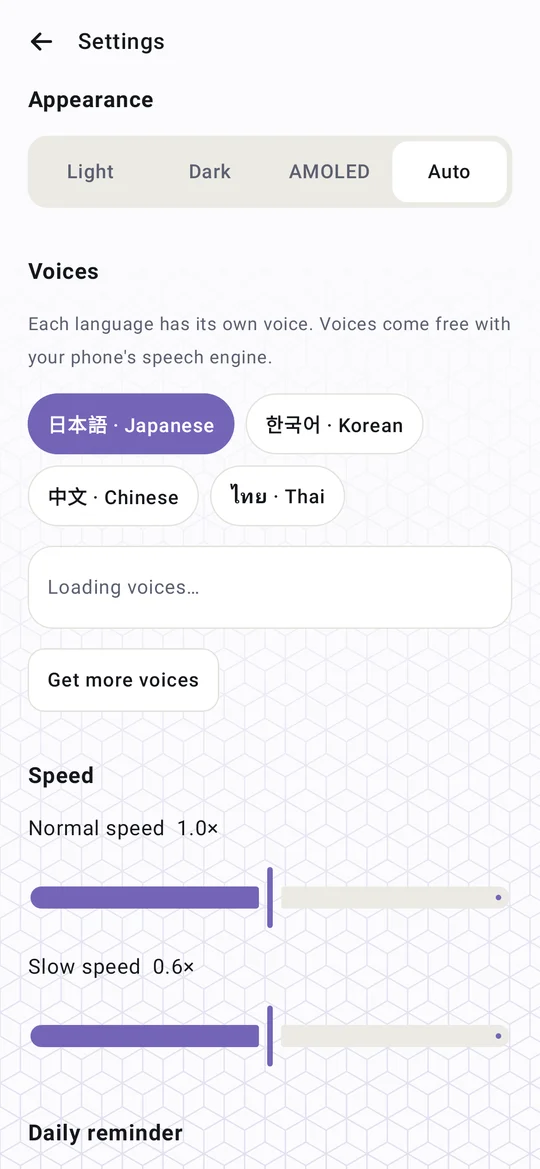 Settings
Appearance
Light Dark AMOLED Auto
Voices
Each language has its own voice. Voices come free with
your phone's speech engine.
日本語 · Japanese 한국어 · Korean
中文 · Chinese ไทย · Thai
Loading voices…
Get more voices
Speed
Normal speed 1.0×
Slow speed 0.6×
Daily reminder